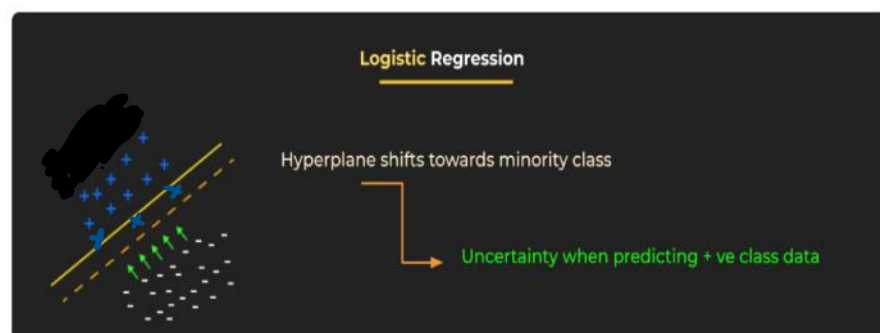 Logistic Regression
Hyperplane shifts towards minority class
Uncertainty when predicting + ve class data